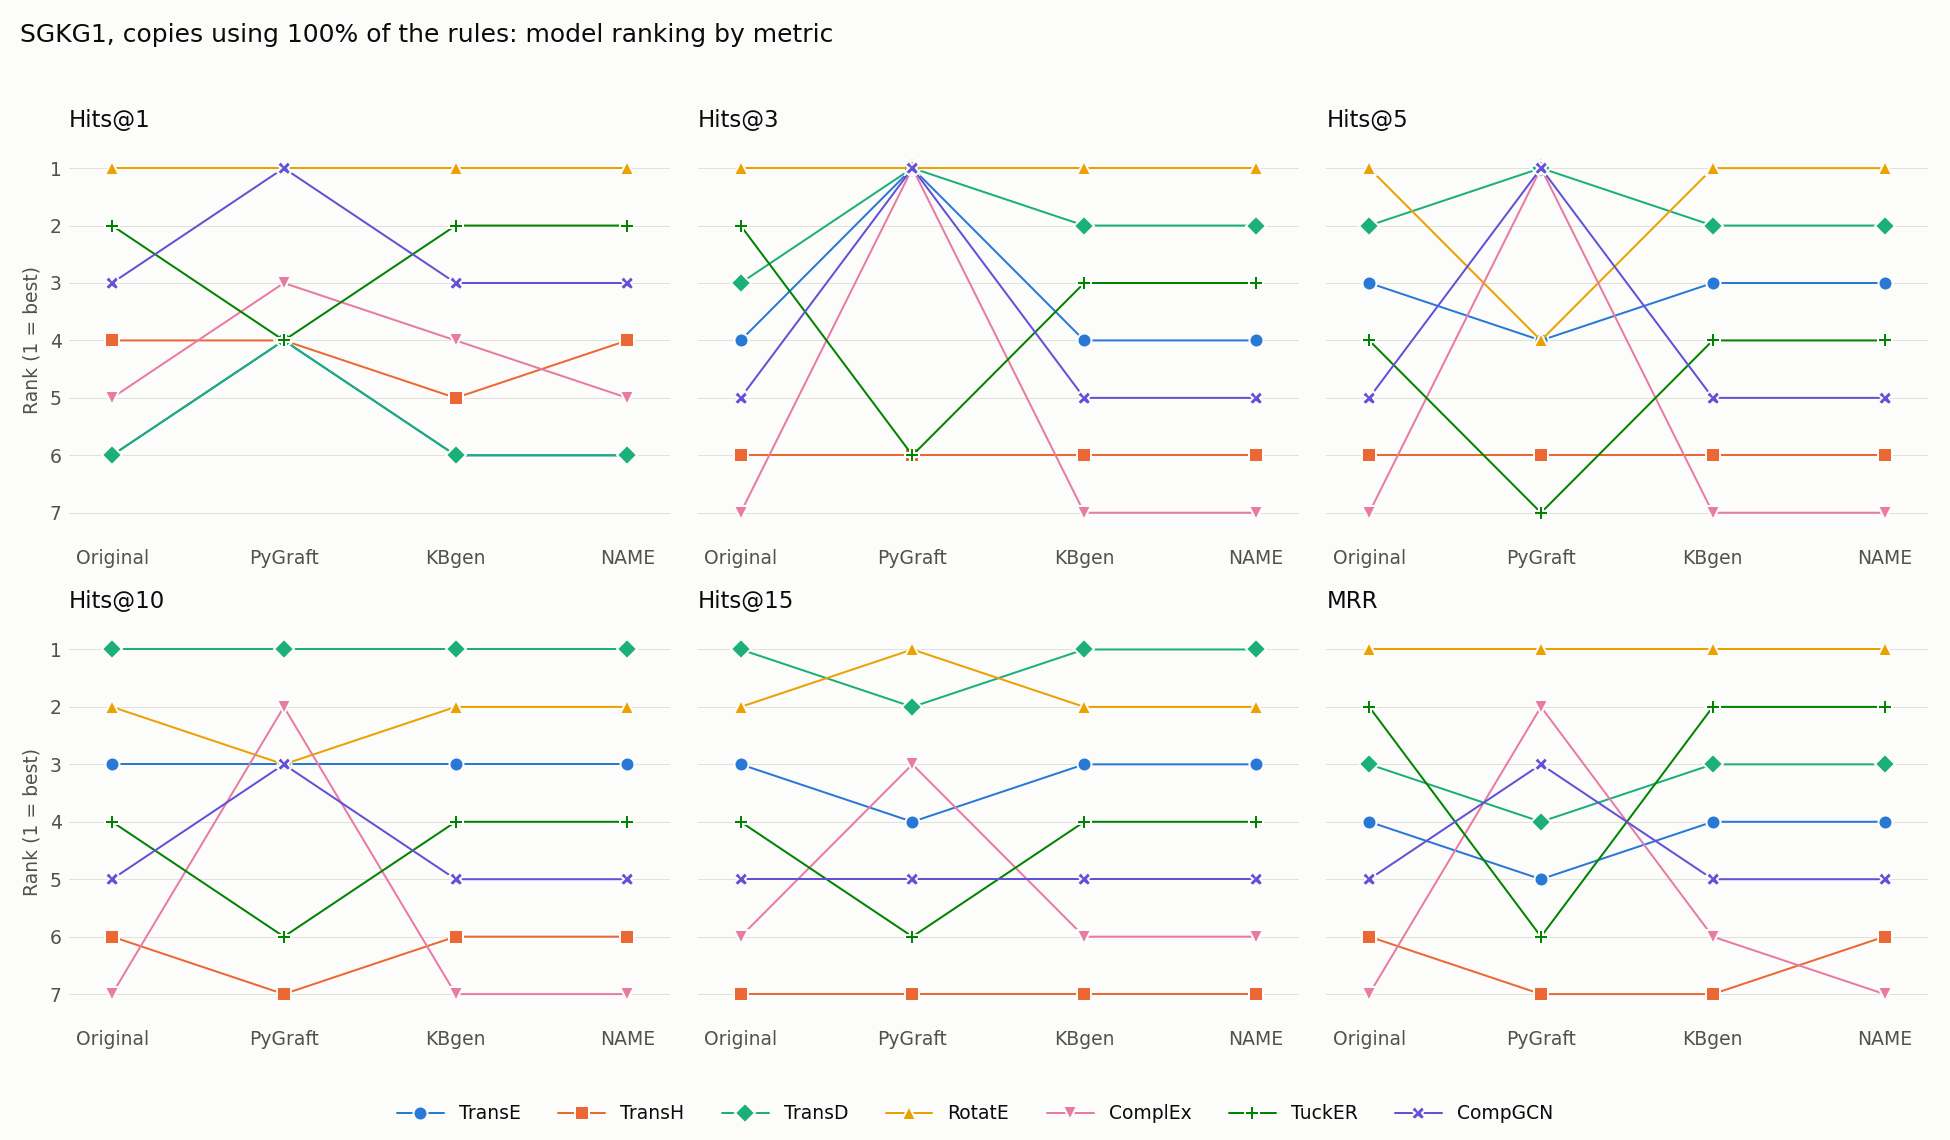 SGKG1, copies using 100% of the rules: model ranking by metric
Hits@1
Hits@3
Hits@5
Rank (1 = best)
1
2
3
4
5
6
7
Original PyGraft KBgen NAME
Original PyGraft KBgen NAME
Original PyGraft KBgen NAME
Hits@10
Hits@15
MRR
Rank (1 = best)
1
2
3
4
5
6
7
Original PyGraft KBgen NAME
Original PyGraft KBgen NAME
Original PyGraft KBgen NAME
TransE TransH TransD RotatE ComplEx TuckER CompGCN